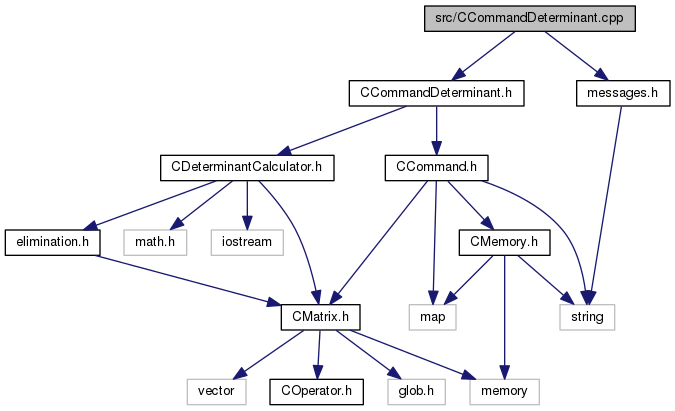 src/CCommandDeterminant.cpp
CCommandDeterminant.h
messages.h
CDeterminantCalculator.h
CCommand.h
elimination.h
math.h
iostream
CMemory.h
CMatrix.h
map
string
vector
COperator.h
glob.h
memory